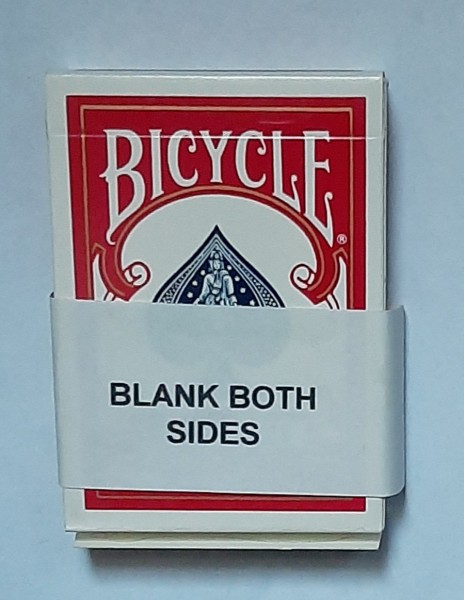 BICYCLE
®
BLANK BOTH
SIDES